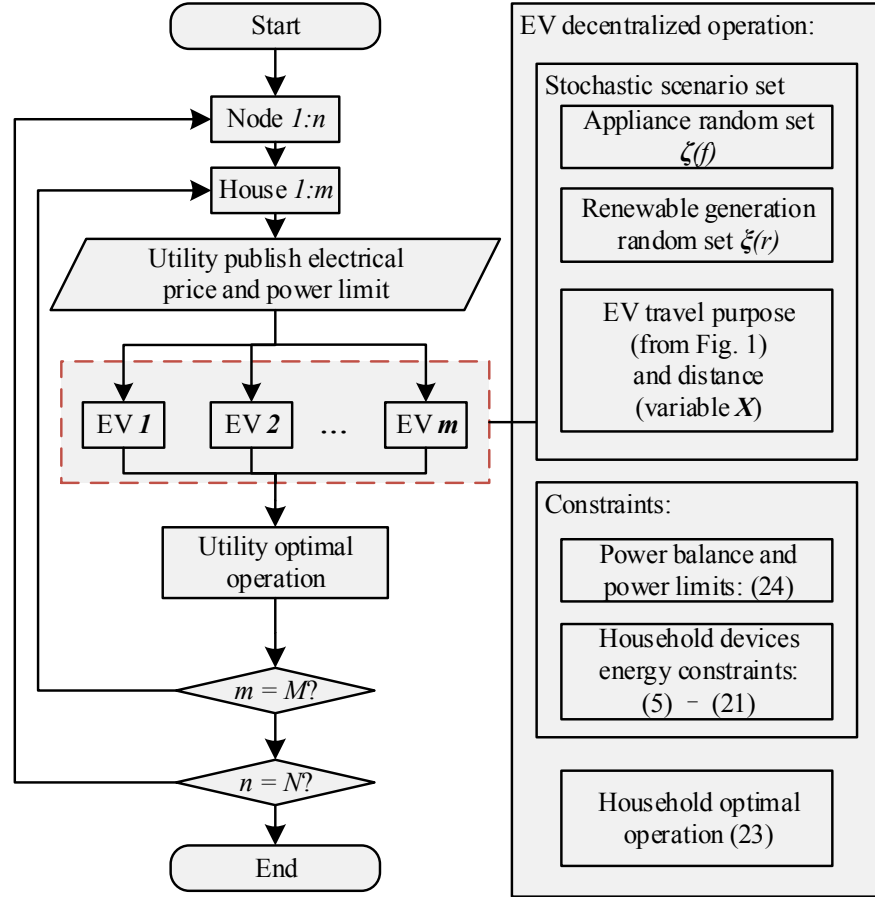 Start
Node 1:n
House 1:m
Utility publish electrical
price and power limit
EV 1
EV 2
...
EV m
Utility optimal
operation
m = M?
n = N?
End
EV decentralized operation:
Stochastic scenario set
Appliance random set
ζ(f)
Renewable generation
random set ξ(r)
EV travel purpose
(from Fig. 1)
and distance
(variable X)
Constraints:
Power balance and
power limits: (24)
Household devices
energy constraints:
(5) − (21)
Household optimal
operation (23)